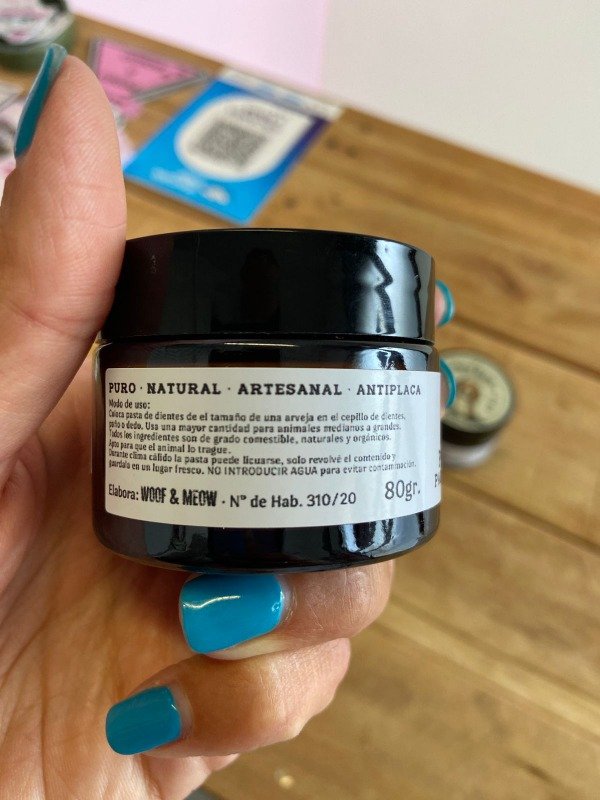 PURO · NATURAL · ARTESANAL · ANTIPLACA
Modo de uso:
Coloca pasta de dientes de el tamaño de una arveja en el cepillo de dientes,
paño o dedo. Usa una mayor cantidad para animales medianos a grandes.
Todos los ingredientes son de grado comestible, naturales y orgánicos.
Apto para que el animal lo trague.
Durante clima cálido la pasta puede licuarse, solo revolvé el contenido y
guardala en un lugar fresco. NO INTRODUCIR AGUA para evitar contaminación.
Elabora: WOOF & MEOW · N° de Hab. 310/20 80gr.